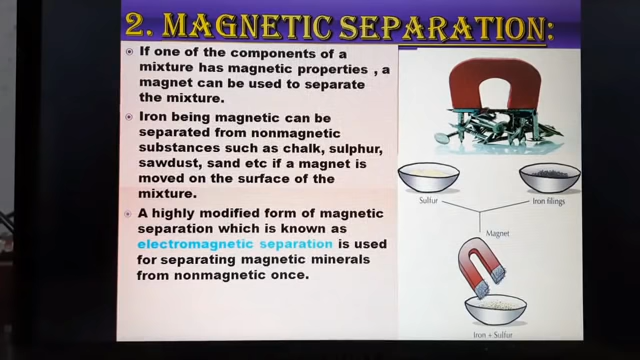 2. MAGNETIC SEPARATION:
If one of the components of a
mixture has magnetic properties , a
magnet can be used to separate
the mixture.
Iron being magnetic can be
separated from nonmagnetic
substances such as chalk, sulphur,
sawdust, sand etc if a magnet is
moved on the surface of the
mixture.
A highly modified form of magnetic
separation which is known as
electromagnetic separation is used
for separating magnetic minerals
from nonmagnetic once.
Sulfur
Iron filings
Magnet
Iron + Sulfur